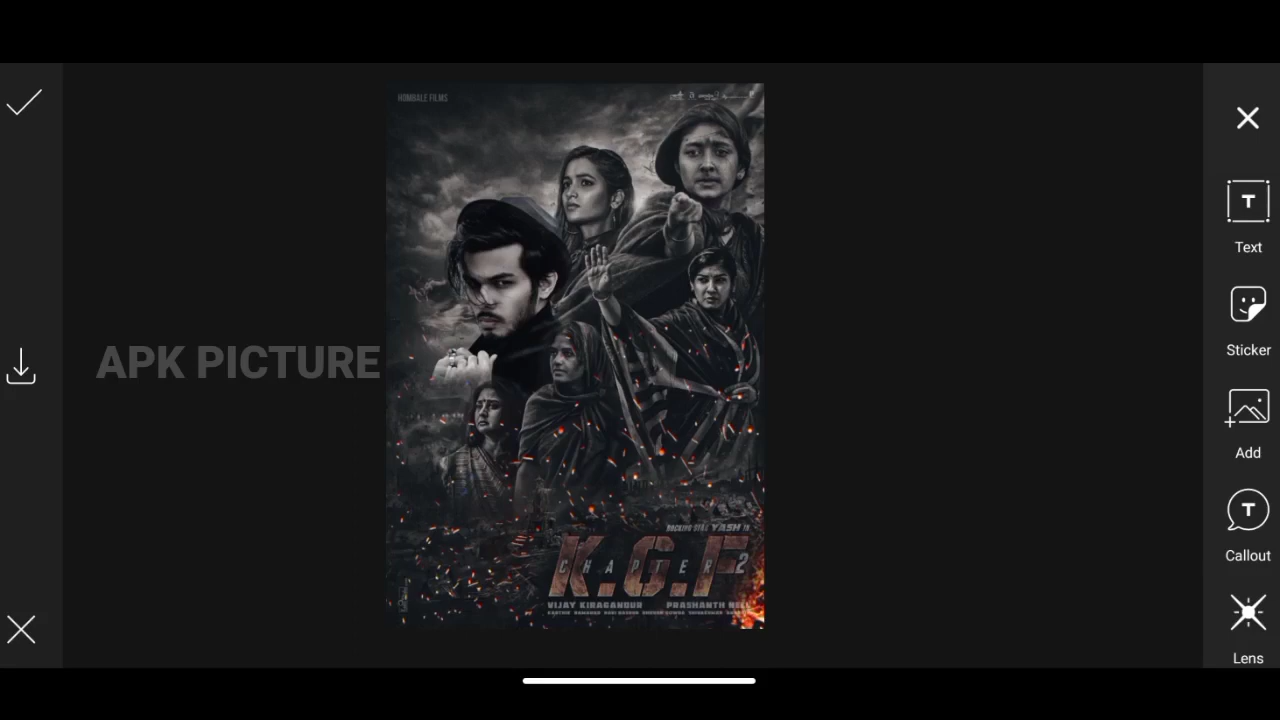 HOMBALE FILMS
Text
Sticker
APK PICTURE
Add
ROCKING STAR YASH IN
Callout
K.G.F
CHAPTER 2
VIJAY KIRAGANDUR PRASHANTH NEEL
Lens